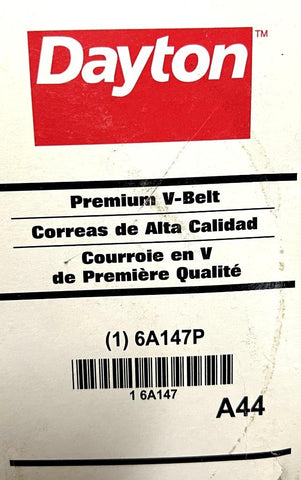 Dayton™
Premium V-Belt
Correas de Alta Calidad
Courroie en V
de Première Qualité
(1) 6A147P
1 6A147
A44